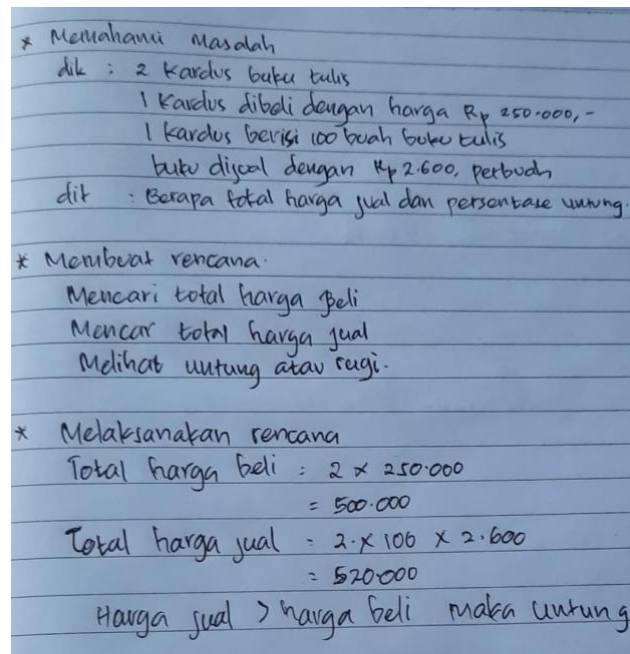 * Memahami Masalah
dik : 2 Kardus buku tulis
1 Kardus dibeli dengan harga Rp 250.000,-
1 kardus berisi 100 buah buku tulis
buku dijual dengan Rp 2.600, perbuah
dit : Berapa total harga jual dan persentase untung.
* Membuat rencana.
Mencari total harga Beli
Mencar total harga jual
Melihat untung atau rugi.
* Melaksanakan rencana
Total harga beli : 2 x 250.000
= 500.000
Total harga jual : 2 x 100 x 2.600
= 520.000
Harga jual > harga beli maka untung